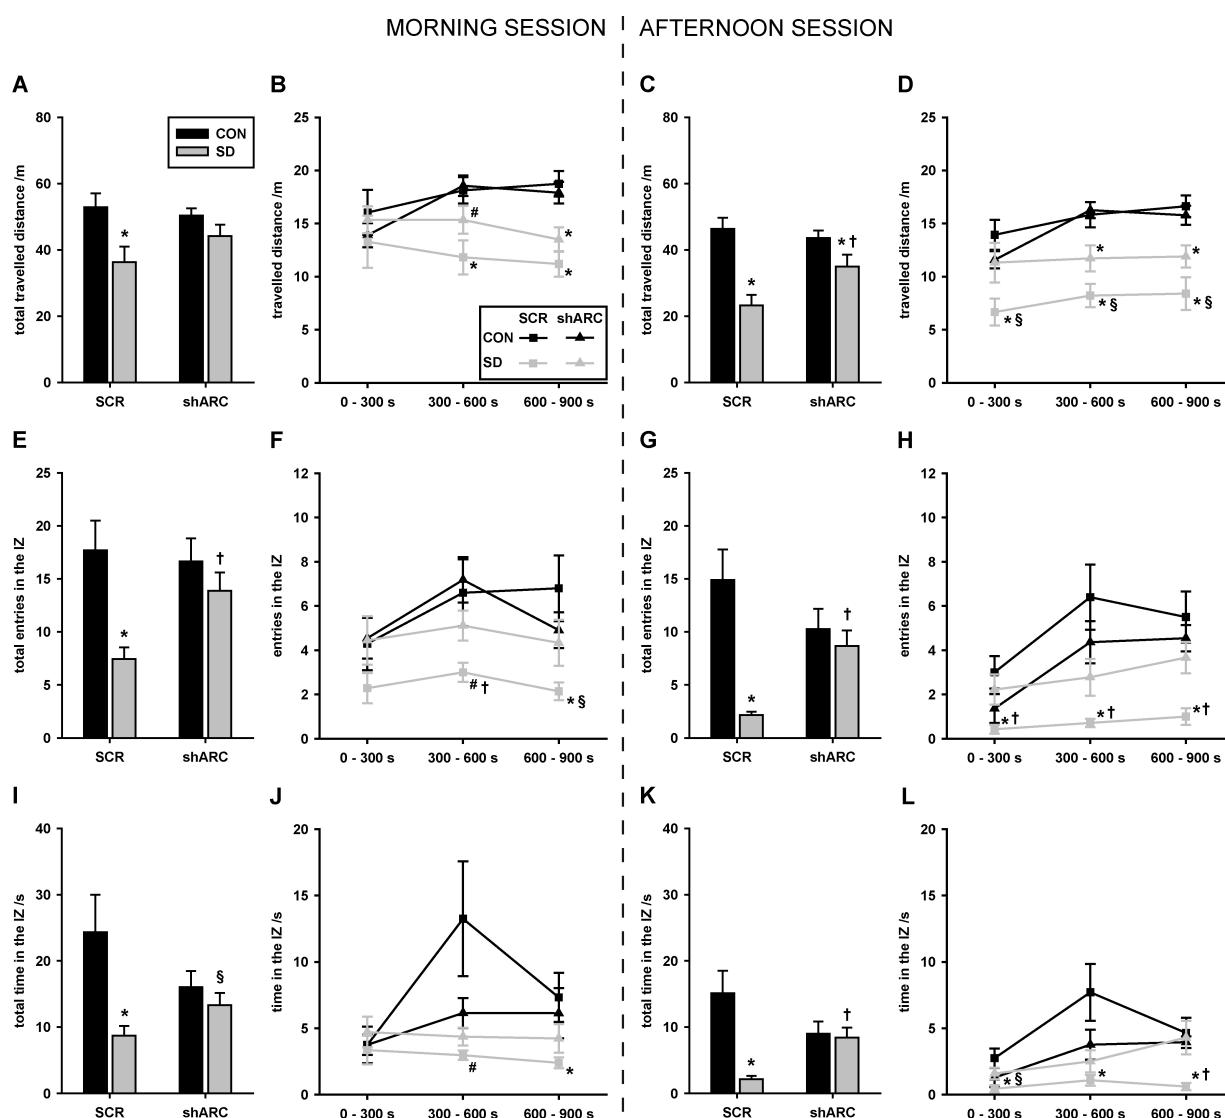 MORNING SESSION
AFTERNOON SESSION
A
total travelled distance /m
80
60
40
20
0
*
SCR
shARC
CON
SD
B
travelled distance /m
25
20
15
10
5
0
#
*
*
*
SCR shARC
CON
SD
0 - 300 s
300 - 600 s
600 - 900 s
C
total travelled distance /m
80
60
40
20
0
*
* †
SCR
shARC
D
travelled distance /m
25
20
15
10
5
0
*
*
* §
* §
* §
0 - 300 s
300 - 600 s
600 - 900 s
E
total entries in the IZ
25
20
15
10
5
0
*
†
SCR
shARC
F
entries in the IZ
12
10
8
6
4
2
0
# †
* §
0 - 300 s
300 - 600 s
600 - 900 s
G
total entries in the IZ
25
20
15
10
5
0
*
†
SCR
shARC
H
entries in the IZ
12
10
8
6
4
2
0
* †
* †
* †
0 - 300 s
300 - 600 s
600 - 900 s
I
total time in the IZ /s
40
30
20
10
0
*
§
SCR
shARC
J
time in the IZ /s
20
15
10
5
0
#
*
0 - 300 s
300 - 600 s
600 - 900 s
K
total time in the IZ /s
40
30
20
10
0
*
†
SCR
shARC
L
time in the IZ /s
20
15
10
5
0
* §
*
* †
0 - 300 s
300 - 600 s
600 - 900 s